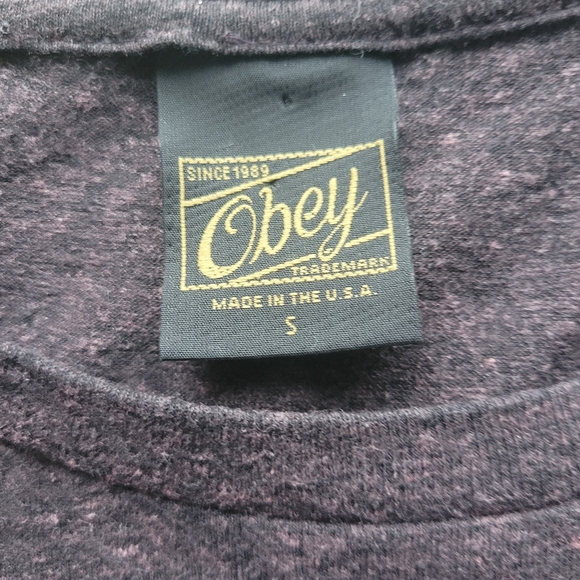 SINCE 1989
Obey
TRADEMARK
MADE IN THE U.S.A.
S